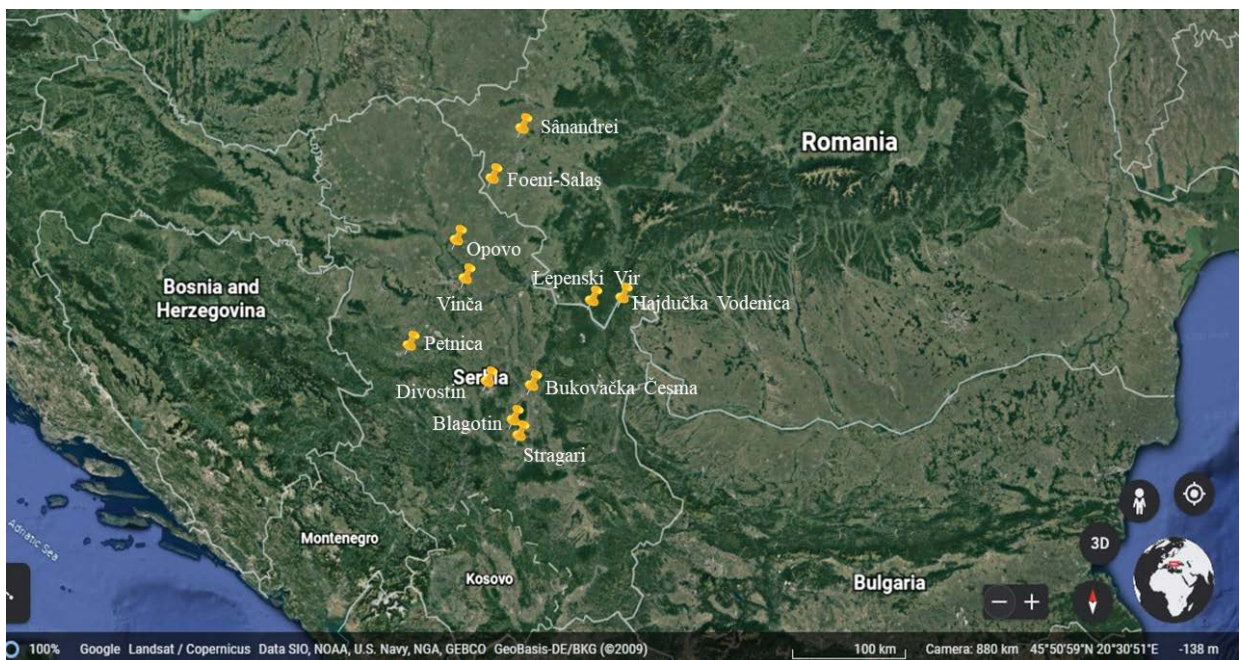 Sânandrei
Romania
Foeni-Salaş
Opovo
Bosnia and
Herzegovina
Lepenski Vir
Vinča
Hajdučka Vodenica
Petnica
Serbia
Divostin
Bukovačka Česma
Blagotin
Stragari
Adriatic Sea
Montenegro
3D
Kosovo
Bulgaria
100% Google Landsat / Copernicus Data SIO, NOAA, U.S. Navy, NGA, GEBCO GeoBasis-DE/BKG (©2009) 100 km Camera: 880 km 45°50'59"N 20°30'51"E -138 m